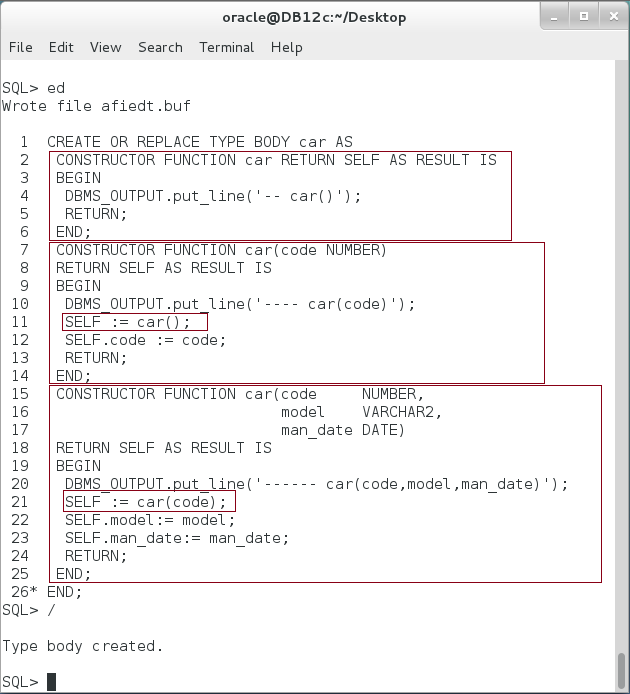 oracle@DB12c:~/Desktop
File Edit View Search Terminal Help
SQL> ed
Wrote file afiedt.buf
1 CREATE OR REPLACE TYPE BODY car AS
2 CONSTRUCTOR FUNCTION car RETURN SELF AS RESULT IS
3 BEGIN
4 DBMS_OUTPUT.put_line('-- car()');
5 RETURN;
6 END;
7 CONSTRUCTOR FUNCTION car(code NUMBER)
8 RETURN SELF AS RESULT IS
9 BEGIN
10 DBMS_OUTPUT.put_line('---- car(code)');
11 SELF := car();
12 SELF.code := code;
13 RETURN;
14 END;
15 CONSTRUCTOR FUNCTION car(code NUMBER,
16 model VARCHAR2,
17 man_date DATE)
18 RETURN SELF AS RESULT IS
19 BEGIN
20 DBMS_OUTPUT.put_line('------ car(code,model,man_date)');
21 SELF := car(code);
22 SELF.model:= model;
23 SELF.man_date:= man_date;
24 RETURN;
25 END;
26* END;
SQL> /
Type body created.
SQL>